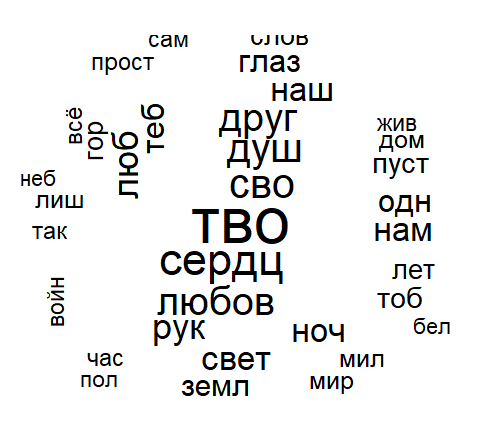 сам
слов
прост
глаз
наш
всё
гор
теб
люб
друг
жив
душ
дом
пуст
неб
сво
лиш
одн
так
тво
нам
сердц
лет
войн
любов
тоб
рук
ноч
бел
час
свет
мил
пол
земл
мир